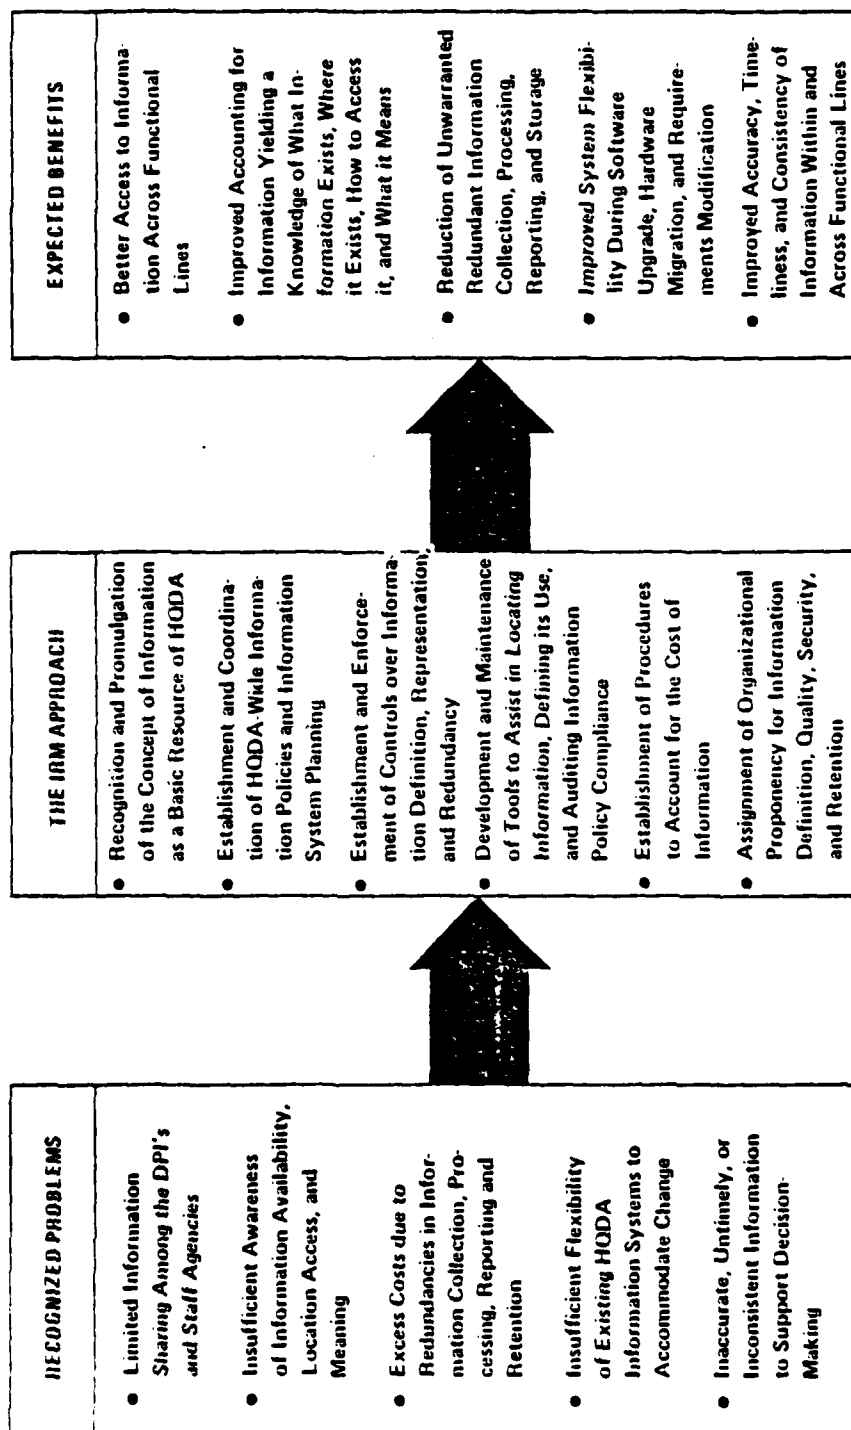 RECOGNIZED PROBLEMS
● Limited Information
Sharing Among the DPI's
and Staff Agencies
● Insufficient Awareness
of Information Availability,
Location Access, and
Meaning
● Excess Costs due to
Redundancies in Infor-
mation Collection, Pro-
cessing, Reporting and
Retention
● Insufficient Flexibility
of Existing HQDA
Information Systems to
Accommodate Change
● Inaccurate, Untimely, or
Inconsistent Information
to Support Decision-
Making
THE IRM APPROACH
● Recognition and Promulgation
of the Concept of Information
as a Basic Resource of HQDA
● Establishment and Coordina-
tion of HQDA-Wide Informa-
tion Policies and Information
System Planning
● Establishment and Enforce-
ment of Controls over Informa-
tion Definition, Representation,
and Redundancy
● Development and Maintenance
of Tools to Assist in Locating
Information, Defining its Use,
and Auditing Information
Policy Compliance
● Establishment of Procedures
to Account for the Cost of
Information
● Assignment of Organizational
Proponency for Information
Definition, Quality, Security,
and Retention
EXPECTED BENEFITS
● Better Access to Informa-
tion Across Functional
Lines
● Improved Accounting for
Information Yielding a
Knowledge of What In-
formation Exists, Where
it Exists, How to Access
it, and What it Means
● Reduction of Unwarranted
Redundant Information
Collection, Processing,
Reporting, and Storage
● Improved System Flexibi-
lity During Software
Upgrade, Hardware
Migration, and Require-
ments Modification
● Improved Accuracy, Time-
liness, and Consistency of
Information Within and
Across Functional Lines